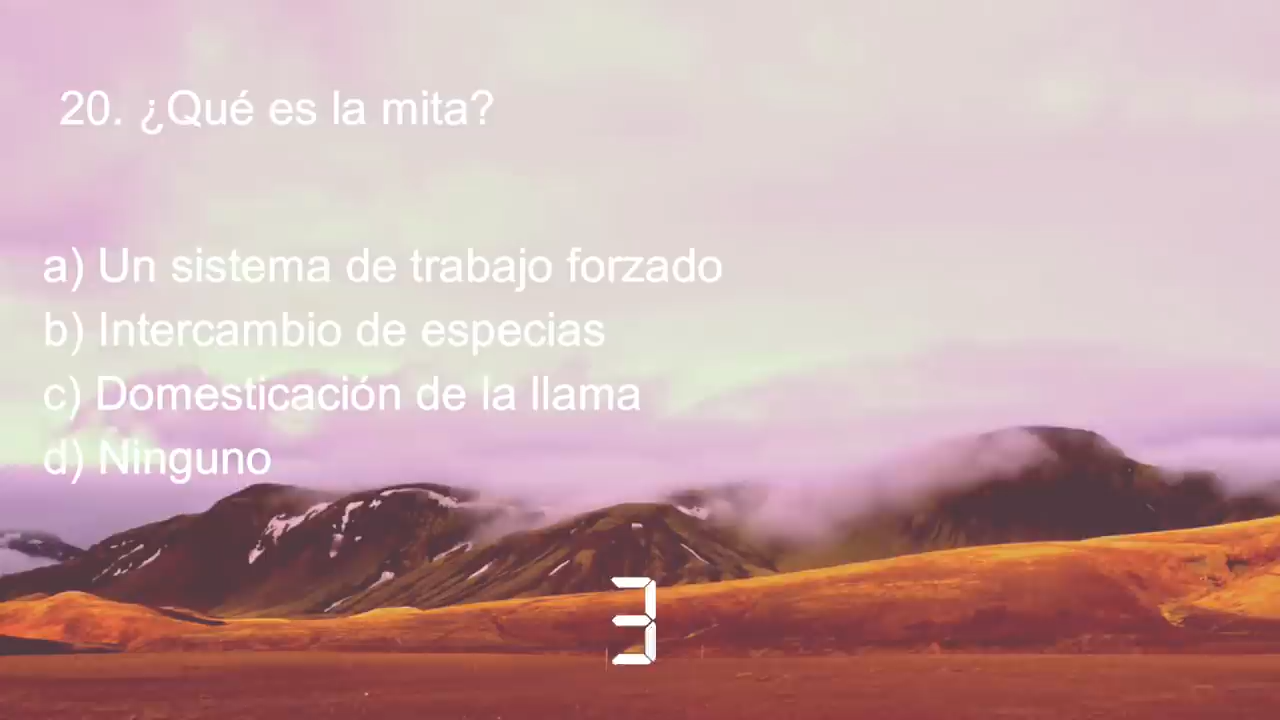 20. ¿Qué es la mita?
a) Un sistema de trabajo forzado
b) Intercambio de especias
c) Domesticación de la llama
d) Ninguno
3